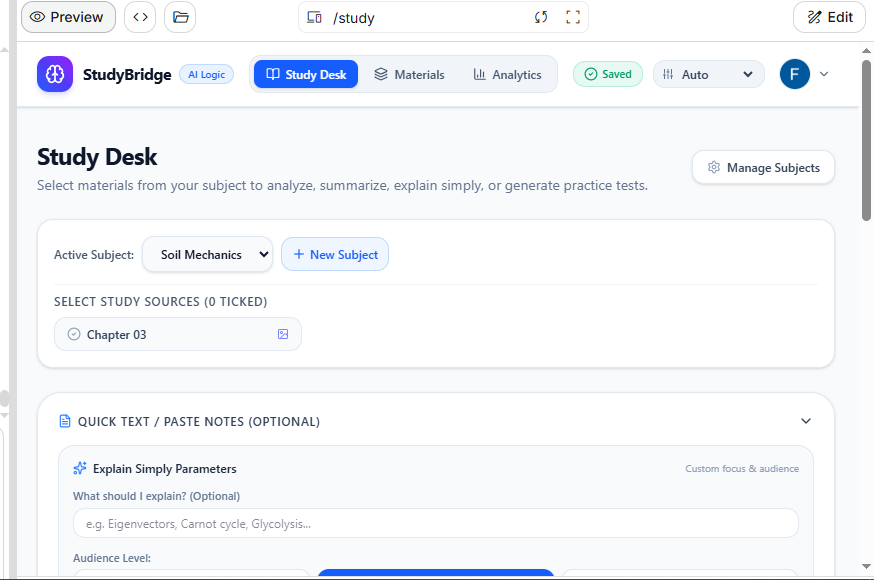 Preview
/study
Edit
StudyBridge AI Logic Study Desk Materials Analytics Saved Auto F
Study Desk
Select materials from your subject to analyze, summarize, explain simply, or generate practice tests.
Manage Subjects
Active Subject: Soil Mechanics + New Subject
SELECT STUDY SOURCES (0 TICKED)
Chapter 03
QUICK TEXT / PASTE NOTES (OPTIONAL)
Explain Simply Parameters Custom focus & audience
What should I explain? (Optional)
e.g. Eigenvectors, Carnot cycle, Glycolysis...
Audience Level: